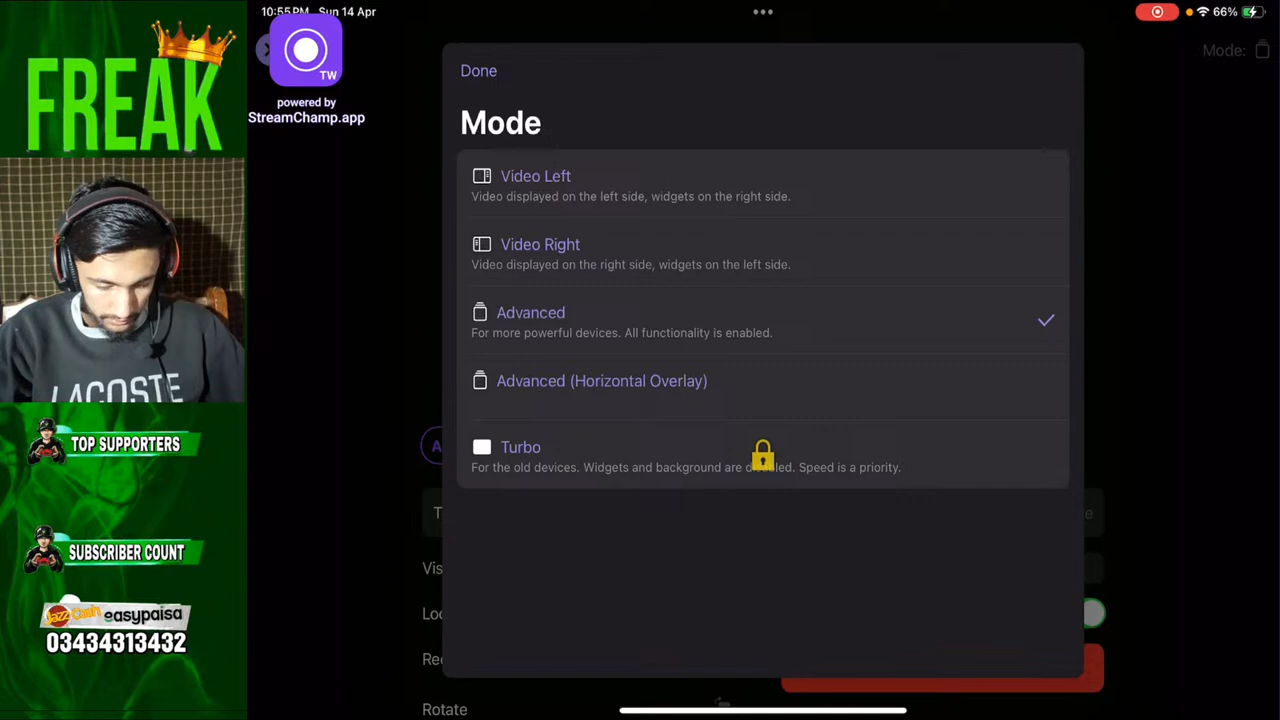 10:55 PM Sun 14 Apr
66%
FREAK
TW
powered by
StreamChamp.app
Mode:
Done
Mode
Video Left
Video displayed on the left side, widgets on the right side.
Video Right
Video displayed on the right side, widgets on the left side.
Advanced
For more powerful devices. All functionality is enabled.
Advanced (Horizontal Overlay)
Turbo
For the old devices. Widgets and background are disabled. Speed is a priority.
Rotate
LACOSTE
TOP SUPPORTERS
SUBSCRIBER COUNT
Jazz Cash easypaisa
03434313432